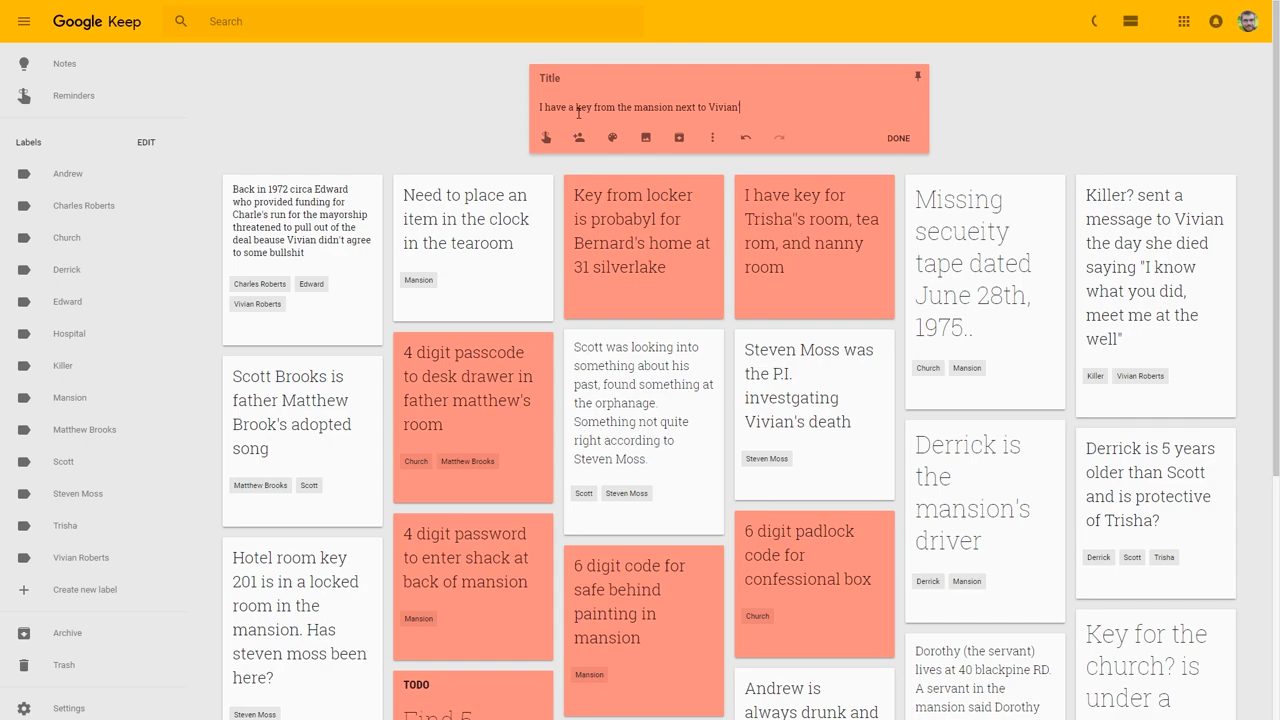 Google Keep
Search
Notes
Reminders
Labels
EDIT
Andrew
Charles Roberts
Church
Derrick
Edward
Hospital
Killer
Mansion
Matthew Brooks
Scott
Steven Moss
Trisha
Vivian Roberts
Create new label
Archive
Trash
Settings
Title
I have a key from the mansion next to Vivian'
DONE
Back in 1972 circa Edward
who provided funding for
Charle's run for the mayorship
threatened to pull out of the
deal beause Vivian didn't agree
to some bullshit
Charles Roberts
Edward
Vivian Roberts
Scott Brooks is
father Matthew
Brook's adopted
song
Matthew Brooks
Scott
Hotel room key
201 is in a locked
room in the
mansion. Has
steven moss been
here?
Steven Moss
Need to place an
item in the clock
in the tearoom
Mansion
4 digit passcode
to desk drawer in
father matthew's
room
Church
Matthew Brooks
4 digit password
to enter shack at
back of mansion
Mansion
TODO
Find 5
Key from locker
is probabyl for
Bernard's home at
31 silverlake
Scott was looking into
something about his
past, found something at
the orphanage.
Something not quite
right according to
Steven Moss.
Scott
Steven Moss
6 digit code for
safe behind
painting in
mansion
Mansion
I have key for
Trisha"s room, tea
rom, and nanny
room
Steven Moss was
the P.I.
investgating
Vivian's death
Steven Moss
6 digit padlock
code for
confessional box
Church
Andrew is
always drunk and
Missing
secueity
tape dated
June 28th,
1975..
Church
Mansion
Derrick is
the
mansion's
driver
Derrick
Mansion
Dorothy (the servant)
lives at 40 blackpine RD.
A servant in the
mansion said Dorothy
Killer? sent a
message to Vivian
the day she died
saying "I know
what you did,
meet me at the
well"
Killer
Vivian Roberts
Derrick is 5 years
older than Scott
and is protective
of Trisha?
Derrick
Scott
Trisha
Key for the
church? is
under a